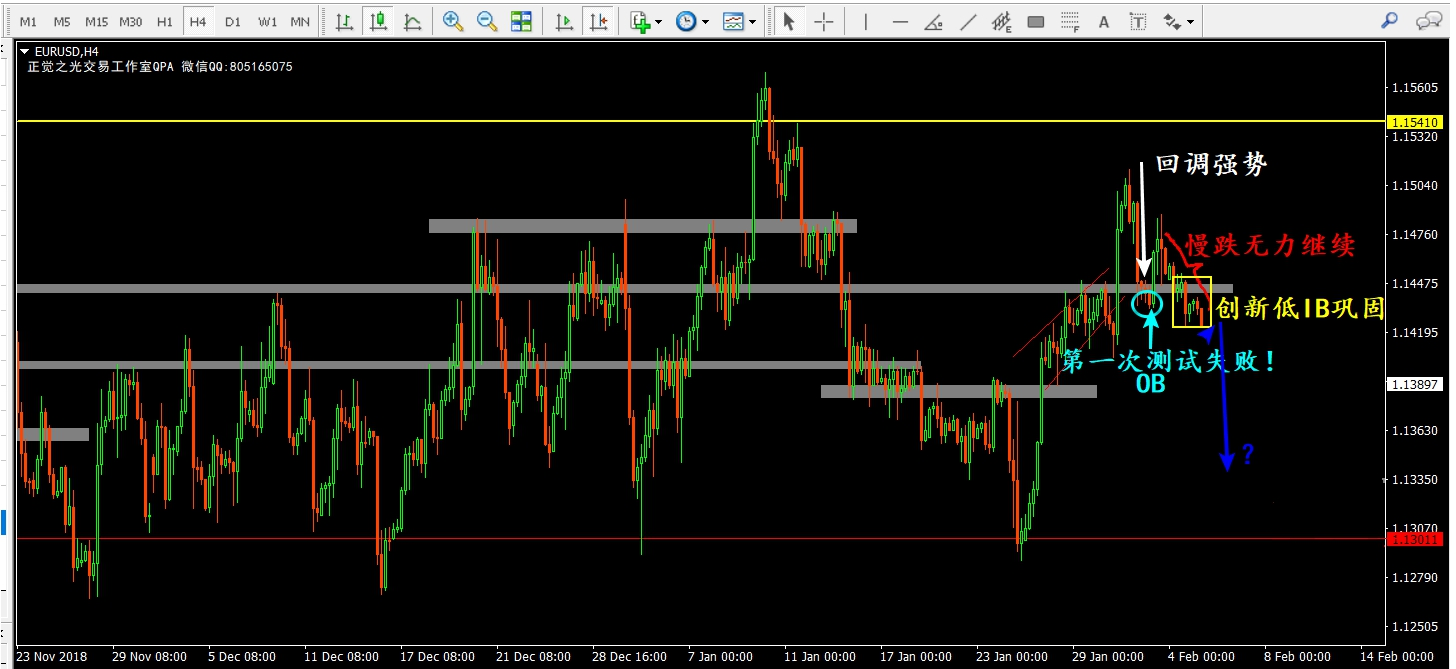 M1 M5 M15 M30 H1 H4 D1 W1 MN E F A T
EURUSD,H4
正觉之光交易工作室QPA 微信QQ:805165075
1.15605
1.15410
1.15320
回调强势
1.15040
1.14760
慢跌无力继续
1.14475
创新低IB巩固
1.14195
第一次测试失败!
OB
1.13897
1.13630
?
1.13350
1.13070
1.13011
1.12790
1.12505
23 Nov 2018 29 Nov 08:00 5 Dec 08:00 11 Dec 08:00 17 Dec 08:00 21 Dec 08:00 28 Dec 16:00 7 Jan 00:00 11 Jan 00:00 17 Jan 00:00 23 Jan 00:00 29 Jan 00:00 4 Feb 00:00 8 Feb 00:00 14 Feb 00:00